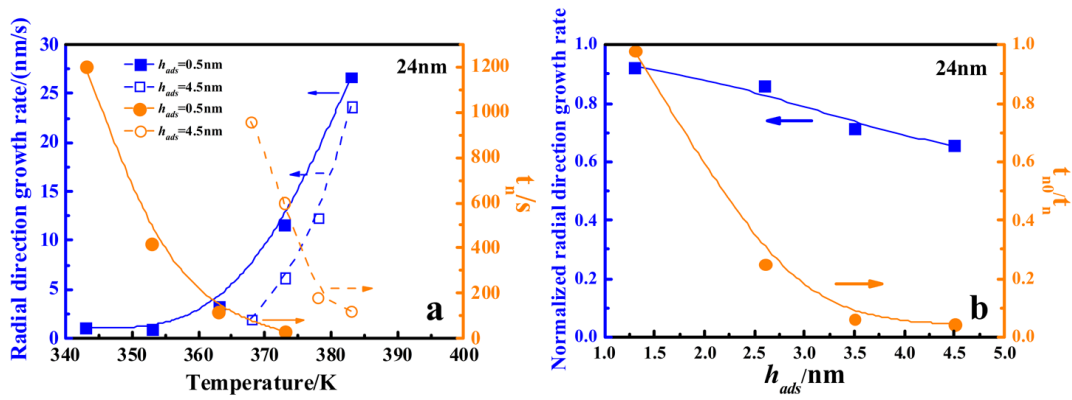 30
25
20
15
10
5
0
Radial direction growth rate/(nm/s)
h_ads=0.5nm
h_ads=4.5nm
h_ads=0.5nm
h_ads=4.5nm
24nm
a
1200
1000
800
600
400
200
0
t_n/s
340 350 360 370 380 390 400
Temperature/K
1.0
0.8
0.6
0.4
0.2
0.0
Normalized radial direction growth rate
24nm
b
1.0
0.8
0.6
0.4
0.2
0.0
t_n0/t_n
1.0 1.5 2.0 2.5 3.0 3.5 4.0 4.5 5.0
h_ads/nm